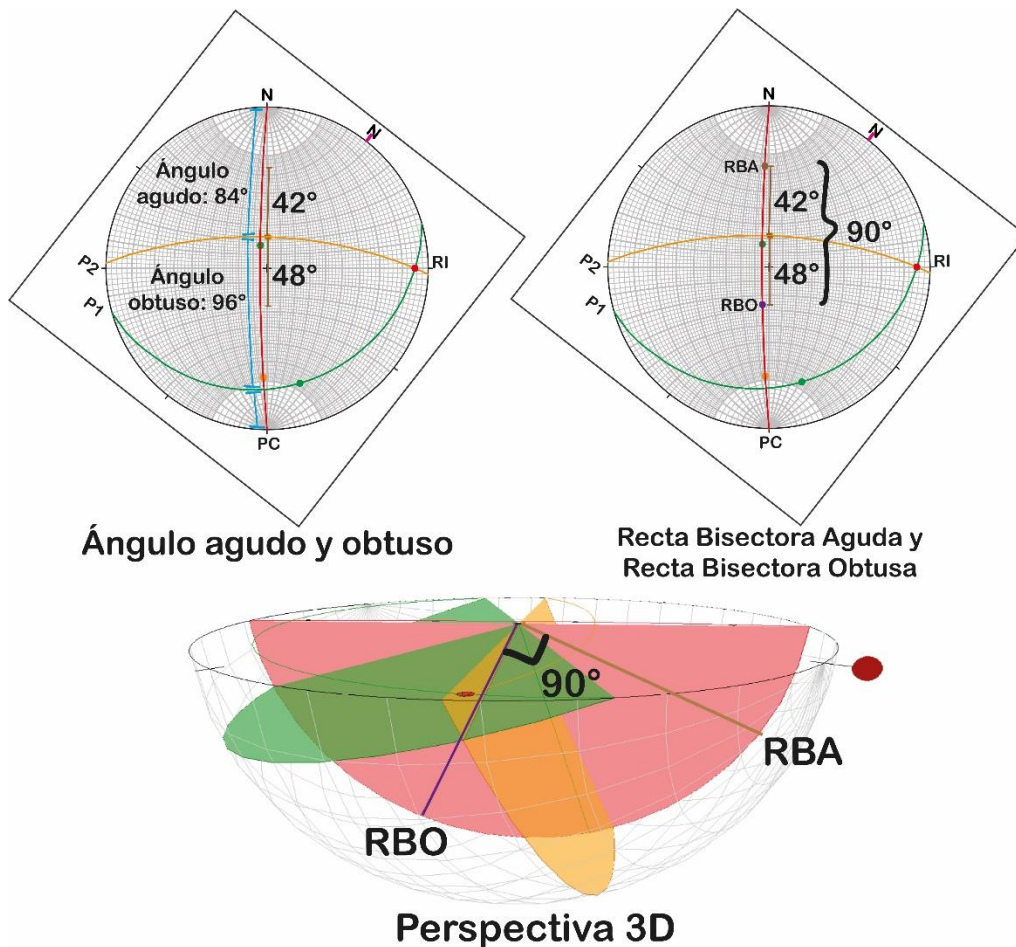 N
N
Ángulo
agudo: 84°
42°
P2
RI
48°
Ángulo
obtuso: 96°
P1
PC
Ángulo agudo y obtuso
N
N
RBA
42°
90°
P2
RI
48°
RBO
P1
PC
Recta Bisectora Aguda y
Recta Bisectora Obtusa
90°
RBA
RBO
Perspectiva 3D